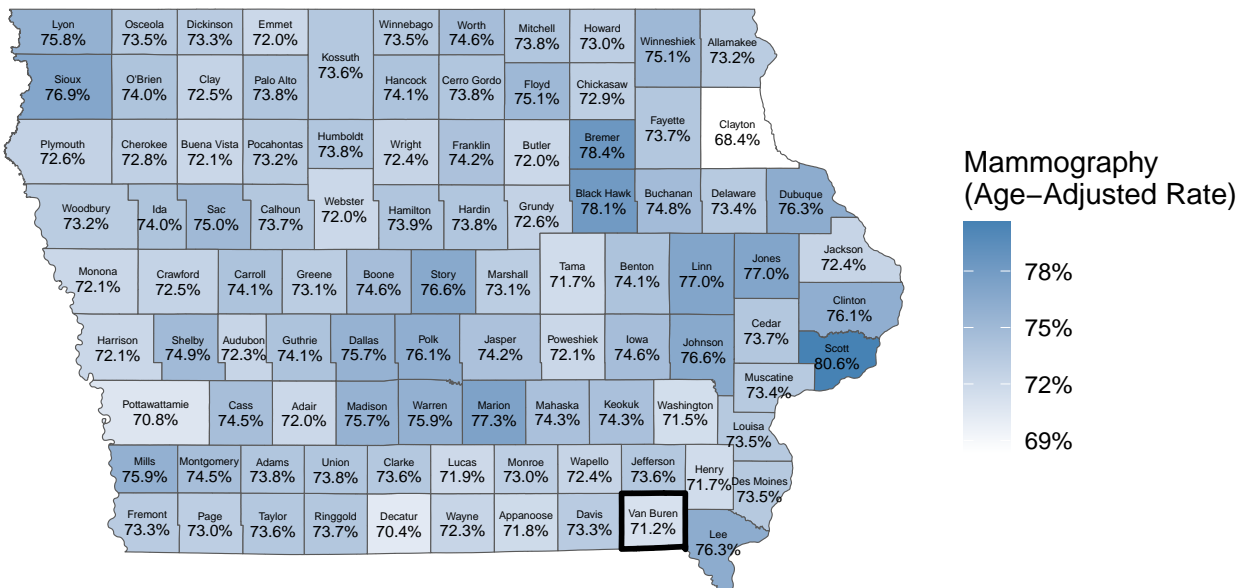 Lyon
75.8%
Osceola
73.5%
Dickinson
73.3%
Emmet
72.0%
Kossuth
73.6%
Winnebago
73.5%
Worth
74.6%
Mitchell
73.8%
Howard
73.0%
Winneshiek
75.1%
Allamakee
73.2%
Sioux
76.9%
O'Brien
74.0%
Clay
72.5%
Palo Alto
73.8%
Hancock
74.1%
Cerro Gordo
73.8%
Floyd
75.1%
Chickasaw
72.9%
Fayette
73.7%
Clayton
68.4%
Plymouth
72.6%
Cherokee
72.8%
Buena Vista
72.1%
Pocahontas
73.2%
Humboldt
73.8%
Wright
72.4%
Franklin
74.2%
Butler
72.0%
Bremer
78.4%
Woodbury
73.2%
Ida
74.0%
Sac
75.0%
Calhoun
73.7%
Webster
72.0%
Hamilton
73.9%
Hardin
73.8%
Grundy
72.6%
Black Hawk
78.1%
Buchanan
74.8%
Delaware
73.4%
Dubuque
76.3%
Monona
72.1%
Crawford
72.5%
Carroll
74.1%
Greene
73.1%
Boone
74.6%
Story
76.6%
Marshall
73.1%
Tama
71.7%
Benton
74.1%
Linn
77.0%
Jones
77.0%
Jackson
72.4%
Clinton
76.1%
Harrison
72.1%
Shelby
74.9%
Audubon
72.3%
Guthrie
74.1%
Dallas
75.7%
Polk
76.1%
Jasper
74.2%
Poweshiek
72.1%
Iowa
74.6%
Johnson
76.6%
Cedar
73.7%
Scott
80.6%
Muscatine
73.4%
Pottawattamie
70.8%
Cass
74.5%
Adair
72.0%
Madison
75.7%
Warren
75.9%
Marion
77.3%
Mahaska
74.3%
Keokuk
74.3%
Washington
71.5%
Louisa
73.5%
Mills
75.9%
Montgomery
74.5%
Adams
73.8%
Union
73.8%
Clarke
73.6%
Lucas
71.9%
Monroe
73.0%
Wapello
72.4%
Jefferson
73.6%
Henry
71.7%
Des Moines
73.5%
Fremont
73.3%
Page
73.0%
Taylor
73.6%
Ringgold
73.7%
Decatur
70.4%
Wayne
72.3%
Appanoose
71.8%
Davis
73.3%
Van Buren
71.2%
Lee
76.3%
Mammography
(Age−Adjusted Rate)
78%
75%
72%
69%